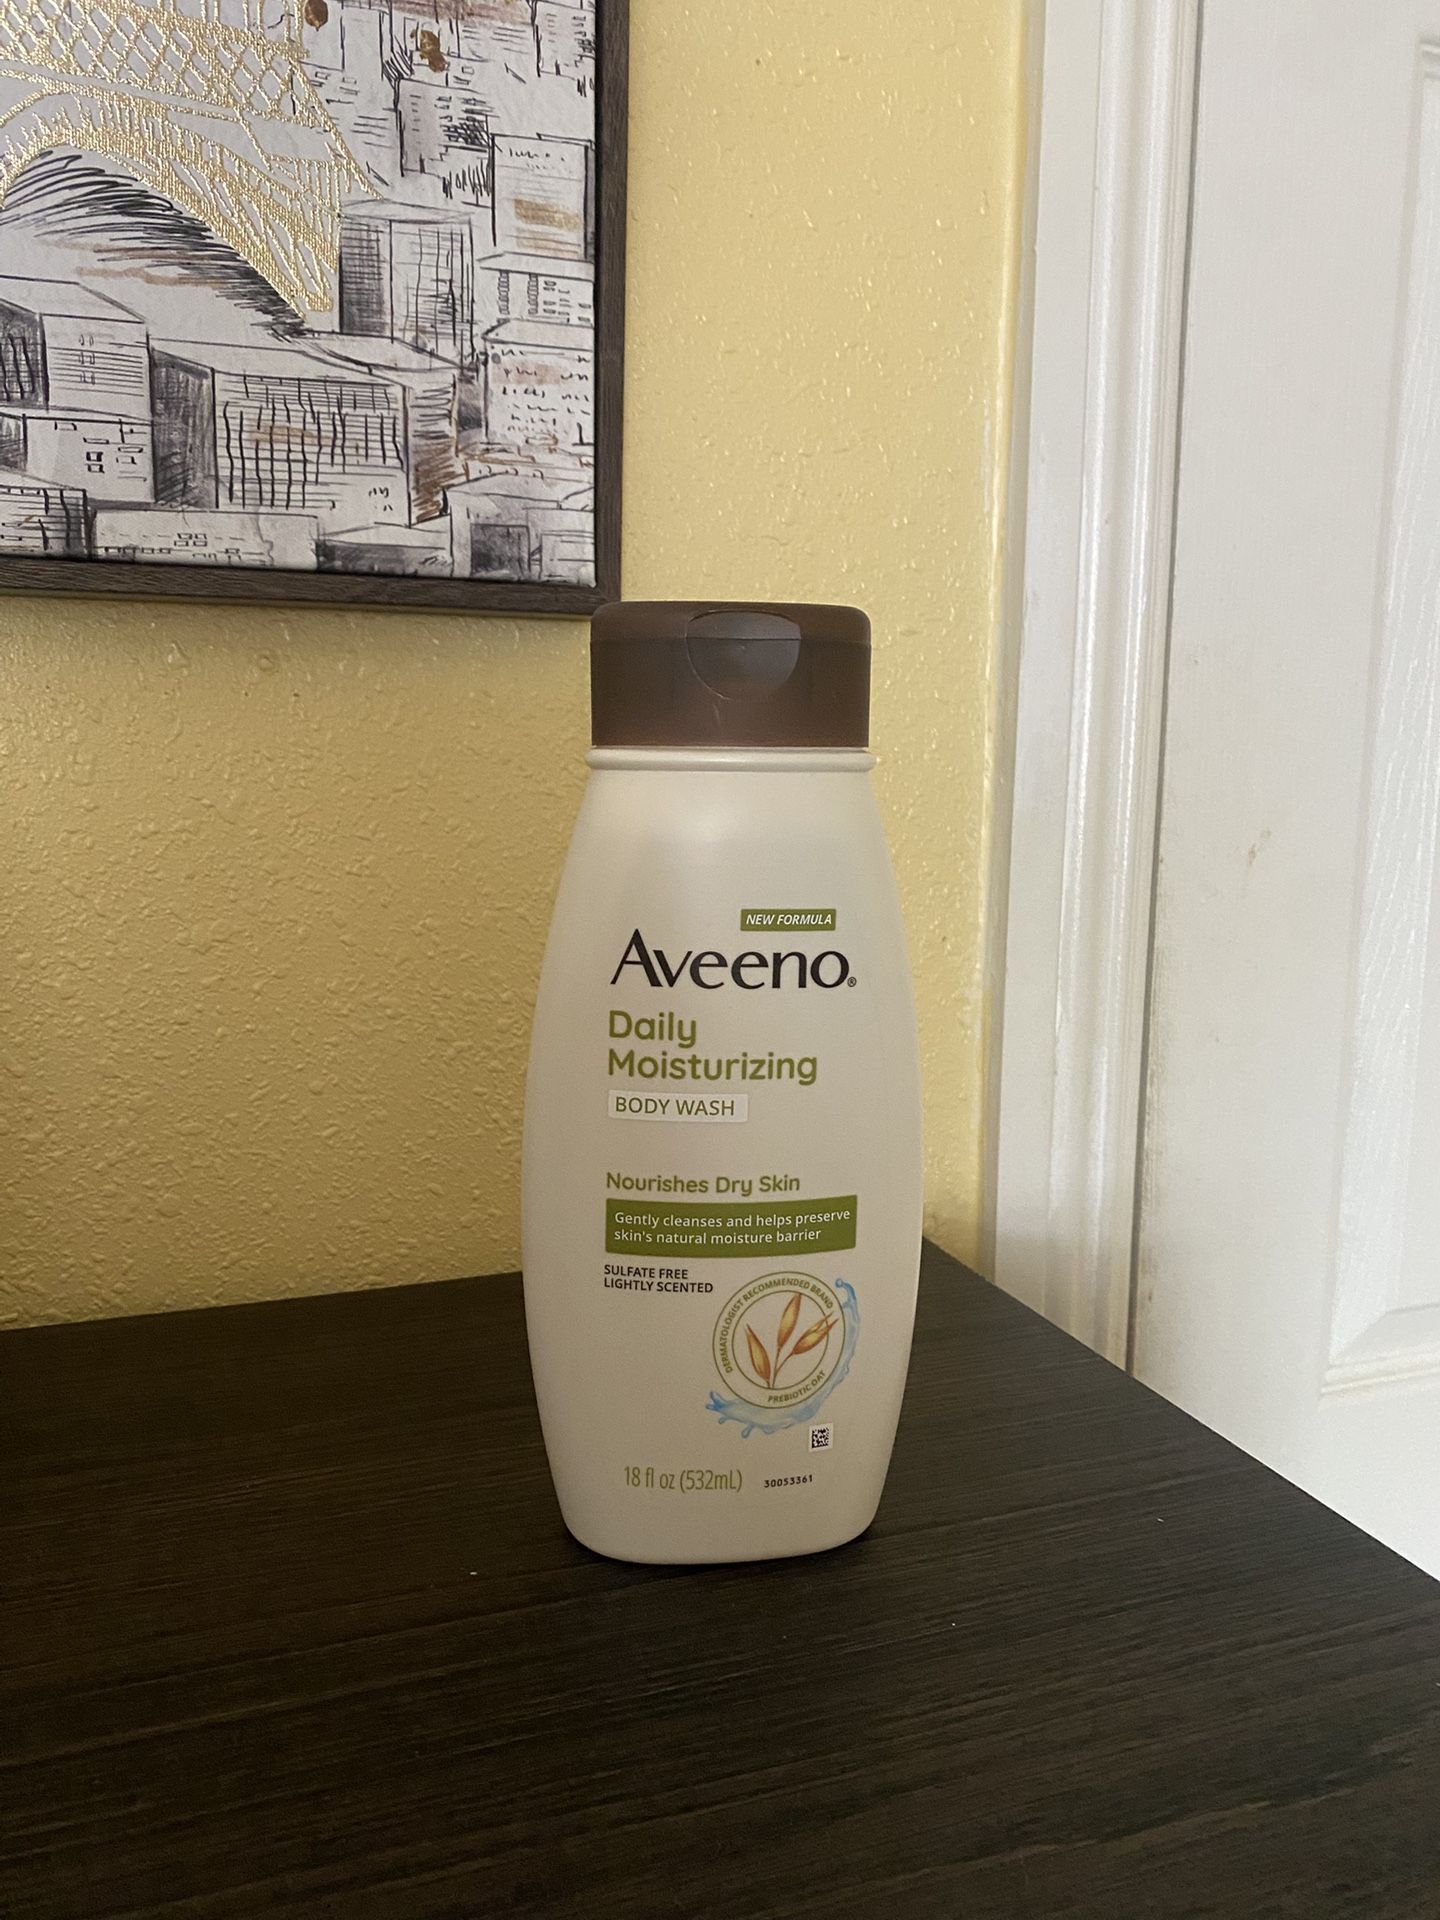 NEW FORMULA
Aveeno®
Daily
Moisturizing
BODY WASH
Nourishes Dry Skin
Gently cleanses and helps preserve
skin's natural moisture barrier
SULFATE FREE
LIGHTLY SCENTED
DERMATOLOGIST RECOMMENDED BRAND
PREBIOTIC OAT
18 fl oz (532mL)
30053361